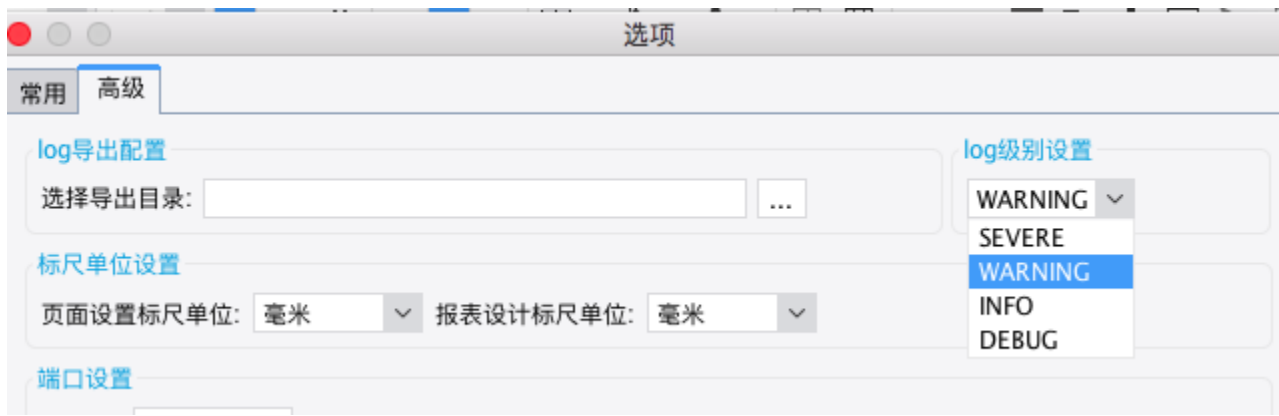 选项
常用 高级
log导出配置 log级别设置
选择导出目录: ... WARNING
SEVERE
标尺单位设置 WARNING
页面设置标尺单位: 毫米 报表设计标尺单位: 毫米 INFO
DEBUG
端口设置